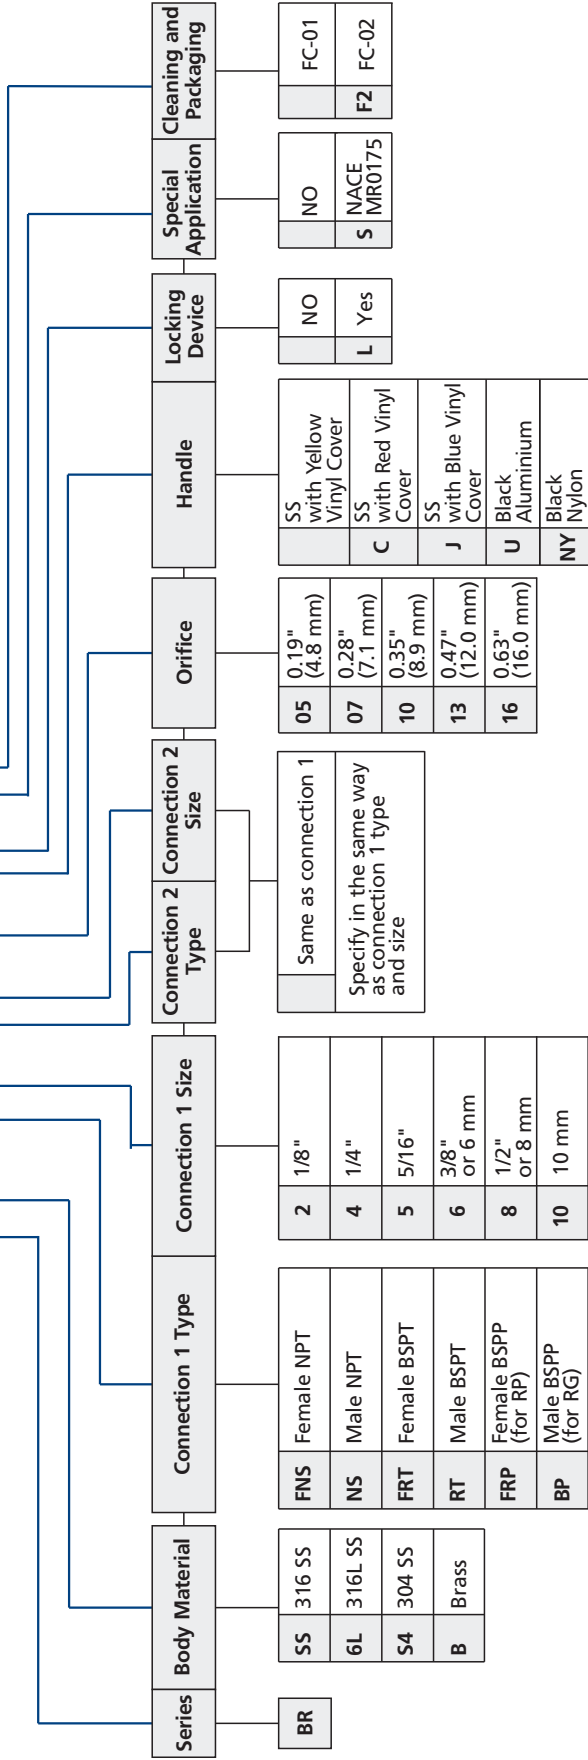 Series
BR
Body Material
SS 316 SS
6L 316L SS
S4 304 SS
B Brass
Connection 1 Type
FNS Female NPT
NS Male NPT
FRT Female BSPT
RT Male BSPT
FRP Female BSPP
(for RP)
BP Male BSPP
(for RG)
Connection 1 Size
2 1/8"
4 1/4"
5 5/16"
6 3/8"
or 6 mm
8 1/2"
or 8 mm
10 10 mm
Connection 2
Type
Connection 2
Size
Same as connection 1
Specify in the same way
as connection 1 type
and size
Orifice
05 0.19"
(4.8 mm)
07 0.28"
(7.1 mm)
10 0.35"
(8.9 mm)
13 0.47"
(12.0 mm)
16 0.63"
(16.0 mm)
Handle
SS
with Yellow
Vinyl Cover
C SS
with Red Vinyl
Cover
J SS
with Blue Vinyl
Cover
U Black
Aluminium
NY Black
Nylon
Locking
Device
NO
L Yes
Special
Application
NO
S NACE
MR0175
Cleaning and
Packaging
FC-01
F2 FC-02